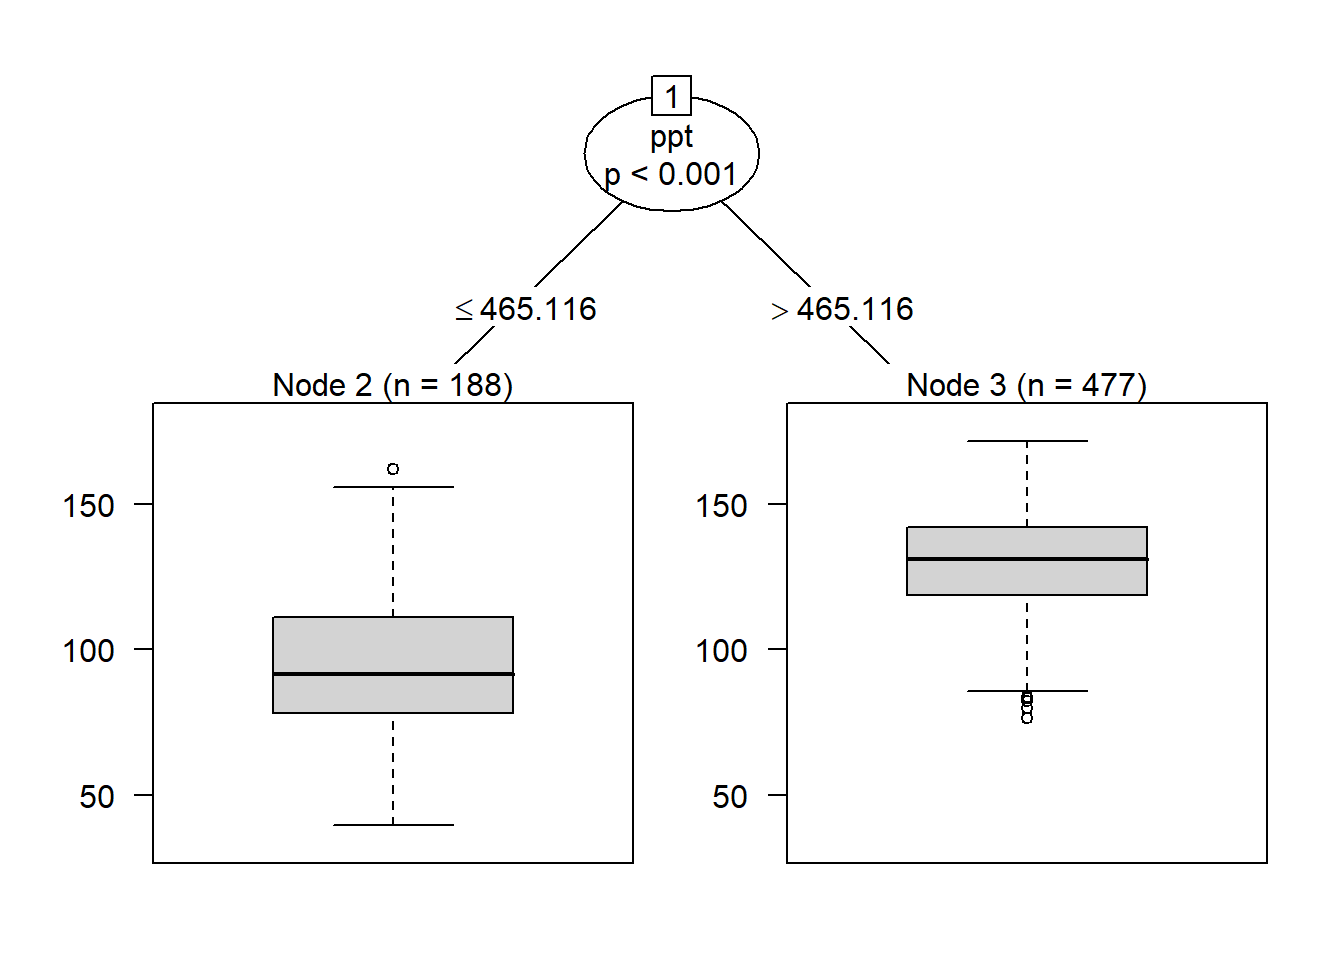 1
ppt
p < 0.001
≤ 465.116
> 465.116
Node 2 (n = 188)
150
100
50
Node 3 (n = 477)
150
100
50